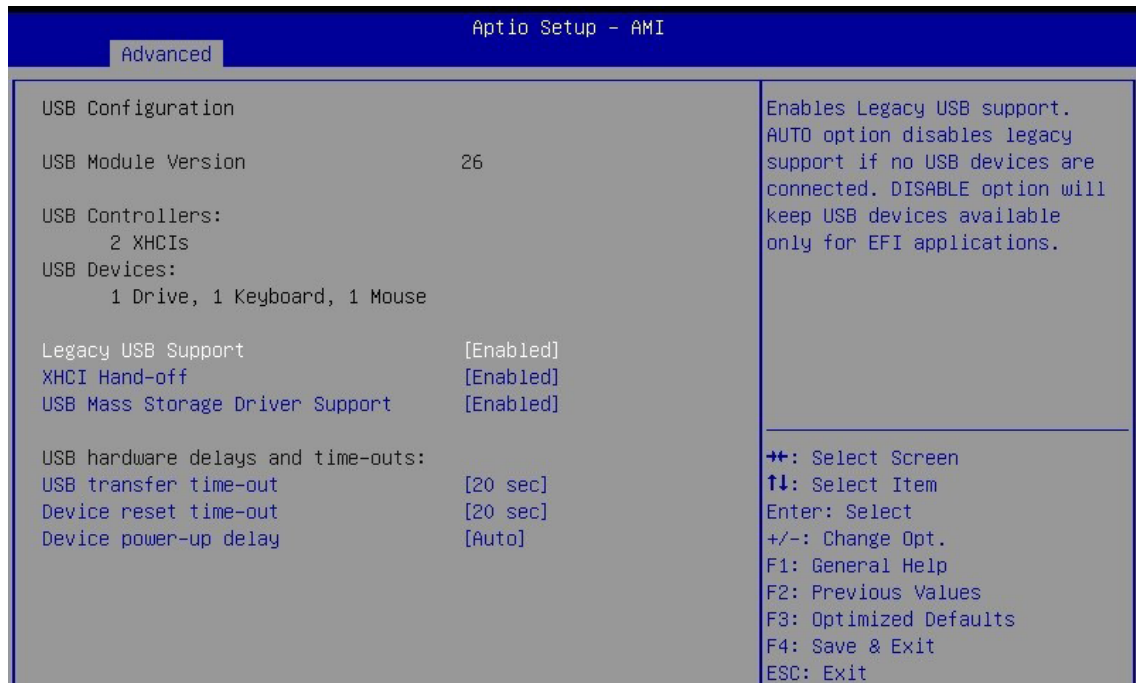 Aptio Setup - AMI
Advanced
USB Configuration
USB Module Version 26
USB Controllers:
2 XHCIs
USB Devices:
1 Drive, 1 Keyboard, 1 Mouse
Legacy USB Support [Enabled]
XHCI Hand-off [Enabled]
USB Mass Storage Driver Support [Enabled]
USB hardware delays and time-outs:
USB transfer time-out [20 sec]
Device reset time-out [20 sec]
Device power-up delay [Auto]
Enables Legacy USB support.
AUTO option disables legacy
support if no USB devices are
connected. DISABLE option will
keep USB devices available
only for EFI applications.
→←: Select Screen
↑↓: Select Item
Enter: Select
+/-: Change Opt.
F1: General Help
F2: Previous Values
F3: Optimized Defaults
F4: Save & Exit
ESC: Exit